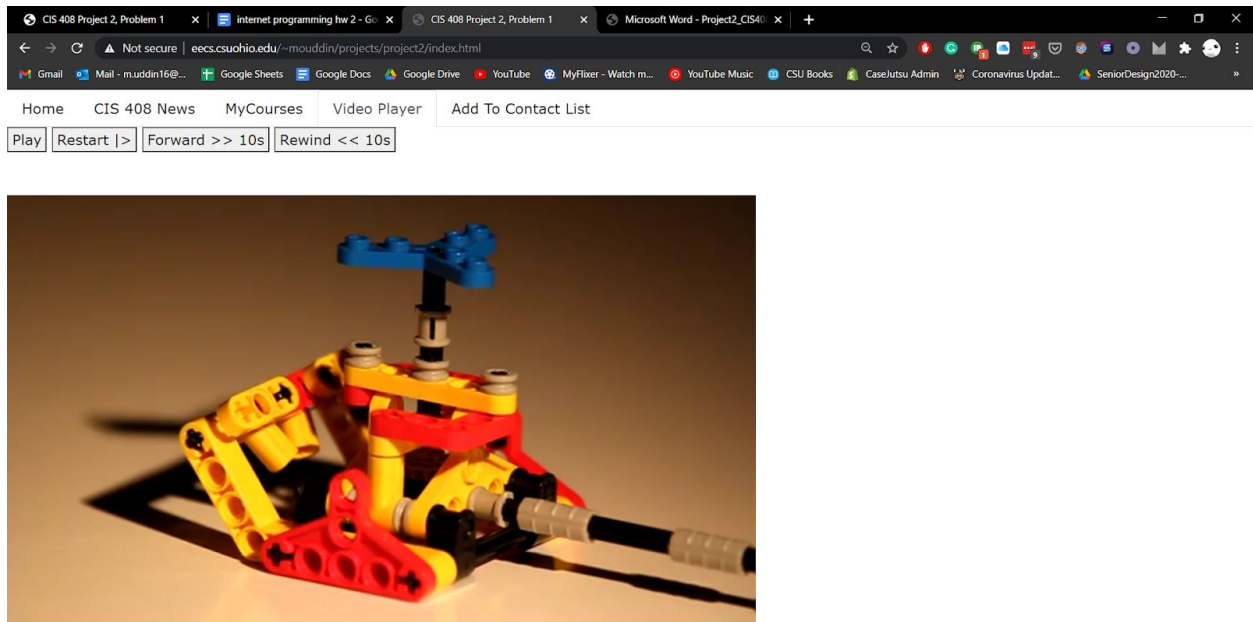 CIS 408 Project 2, Problem 1 internet programming hw 2 - Go CIS 408 Project 2, Problem 1 Microsoft Word - Project2_CIS40
Not secure | eecs.csuohio.edu/~mouddin/projects/project2/index.html
Gmail Mail - m.uddin16@... Google Sheets Google Docs Google Drive YouTube MyFlixer - Watch m... YouTube Music CSU Books CaseJutsu Admin Coronavirus Updat... SeniorDesign2020-... »
Home CIS 408 News MyCourses Video Player Add To Contact List
Play Restart |> Forward >> 10s Rewind << 10s